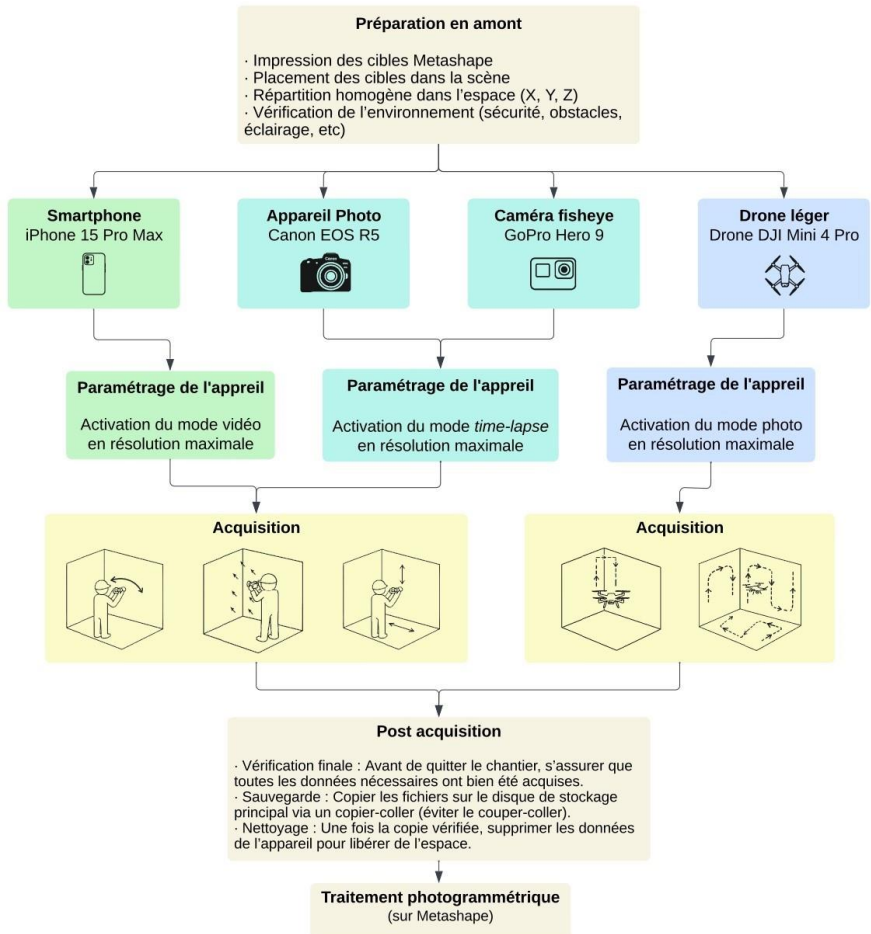 Préparation en amont
· Impression des cibles Metashape
· Placement des cibles dans la scène
· Répartition homogène dans l'espace (X, Y, Z)
· Vérification de l'environnement (sécurité, obstacles,
éclairage, etc)
Smartphone
iPhone 15 Pro Max
Appareil Photo
Canon EOS R5
Canon
Caméra fisheye
GoPro Hero 9
Drone léger
Drone DJI Mini 4 Pro
Paramétrage de l'appreil
Activation du mode vidéo
en résolution maximale
Paramétrage de l'appreil
Activation du mode time-lapse
en résolution maximale
Paramétrage de l'appreil
Activation du mode photo
en résolution maximale
Acquisition
Acquisition
Post acquisition
· Vérification finale : Avant de quitter le chantier, s'assurer que
toutes les données nécessaires ont bien été acquises.
· Sauvegarde : Copier les fichiers sur le disque de stockage
principal via un copier-coller (éviter le couper-coller).
· Nettoyage : Une fois la copie vérifiée, supprimer les données
de l'appareil pour libérer de l'espace.
Traitement photogrammétrique
(sur Metashape)